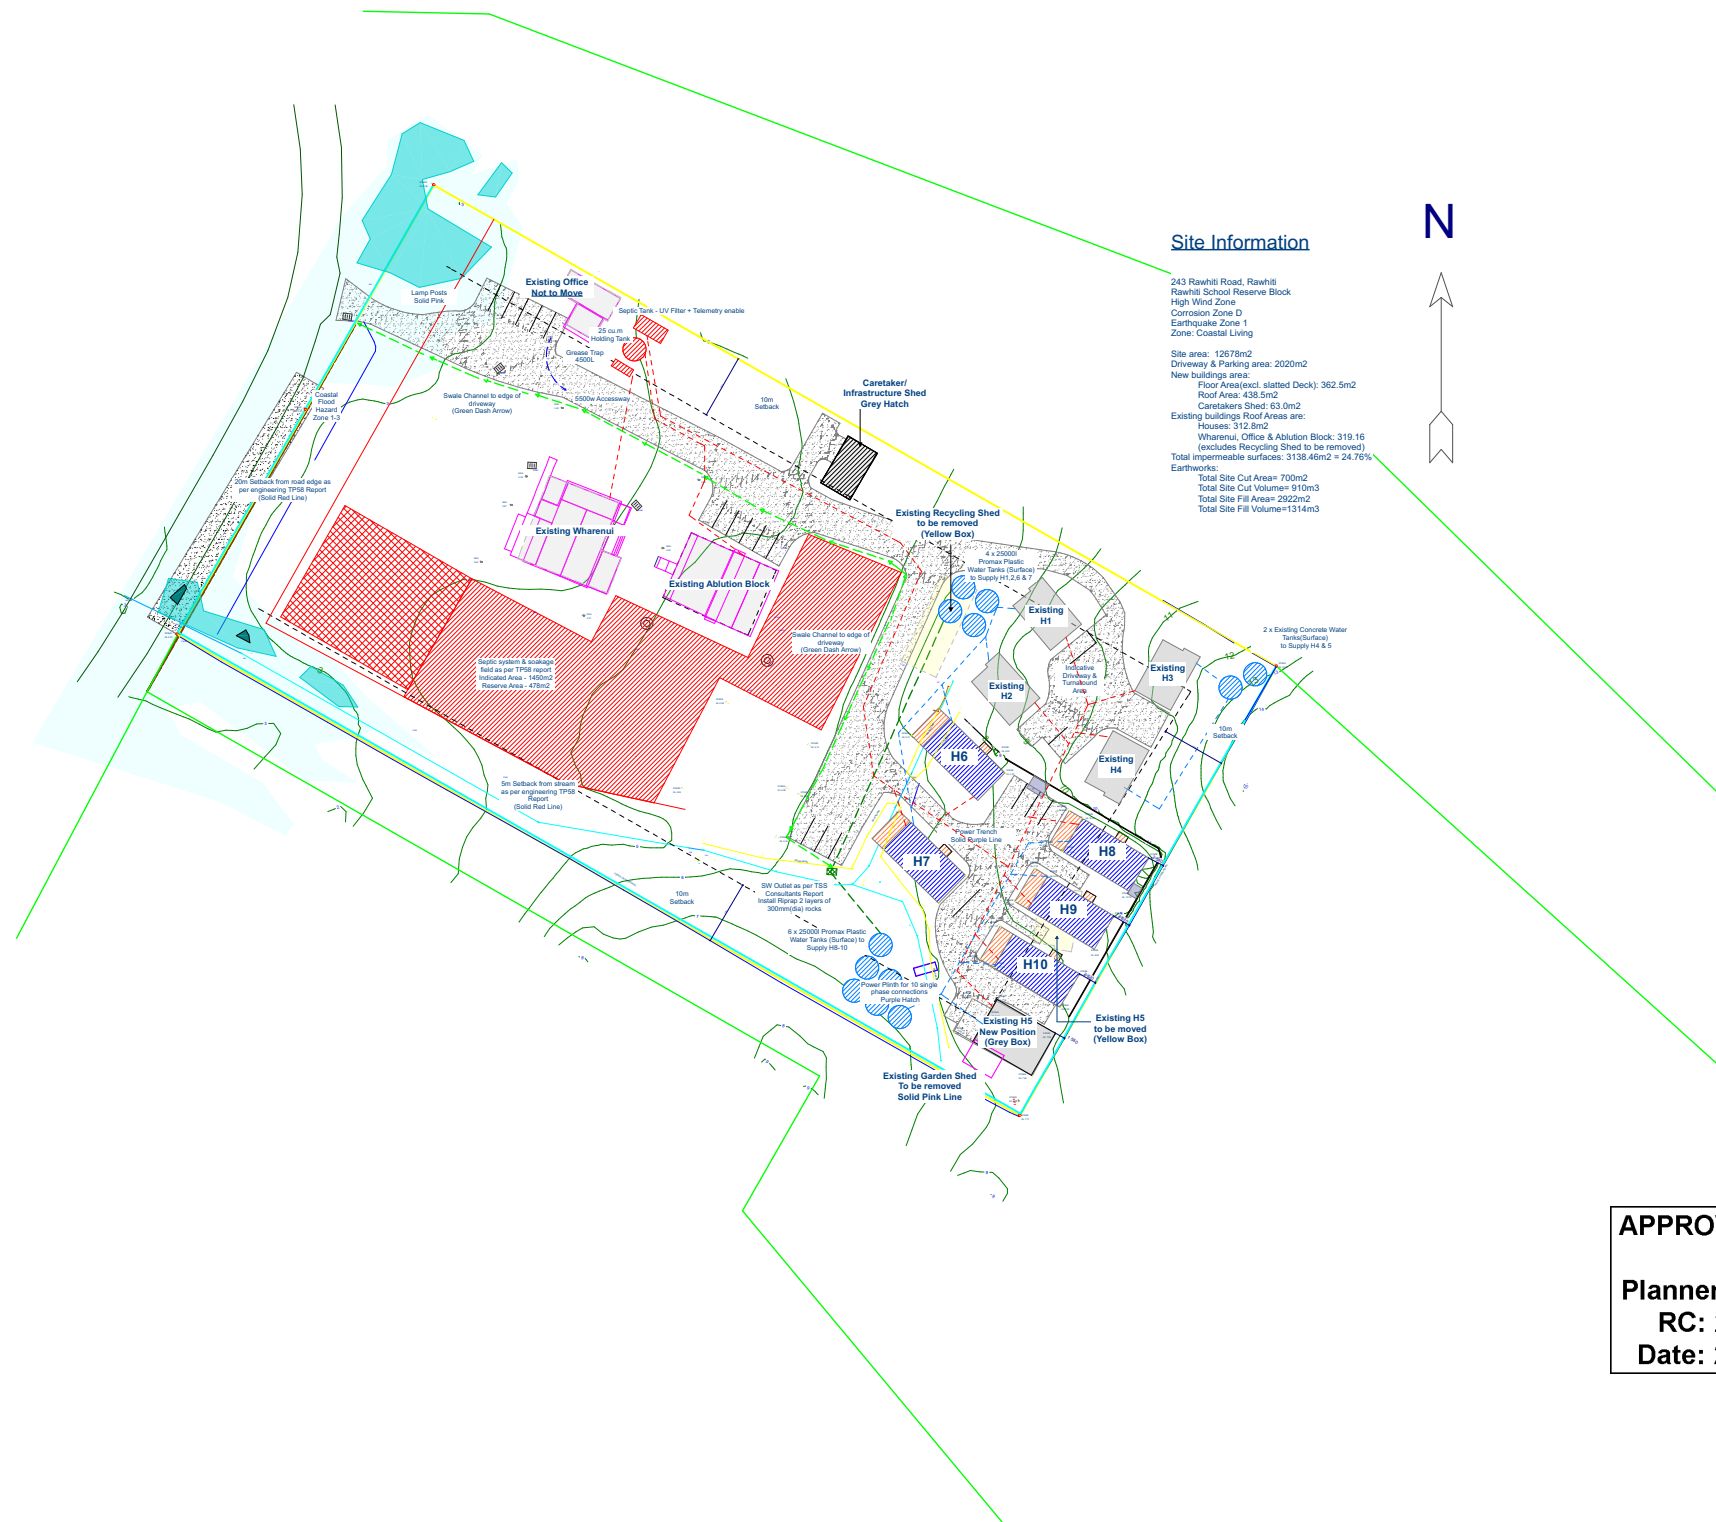 N
Site Information
243 Rawhiti Road, Rawhiti
Rawhiti School Reserve Block
High Wind Zone
Corrosion Zone D
Earthquake Zone 1
Zone: Coastal Living
Site area: 12678m2
Driveway & Parking area: 2020m2
New buildings area:
Floor Area(excl. slatted Deck): 362.5m2
Roof Area: 438.5m2
Caretakers Shed: 63.0m2
Existing buildings Roof Areas are:
Houses: 312.8m2
Wharenui, Office & Ablution Block: 319.16
(excludes Recycling Shed to be removed)
Total impermeable surfaces: 3138.46m2 = 24.76%
Earthworks:
Total Site Cut Area= 700m2
Total Site Cut Volume= 910m3
Total Site Fill Area= 2922m2
Total Site Fill Volume=1314m3
Existing Office
Not to Move
Lamp Posts
Solid Pink
Septic Tank - UV Filter + Telemetry enable
25 cu.m
Holding Tank
Grease Trap
4500L
5500w Accessway
Swale Channel to edge of
driveway
(Green Dash Arrow)
Coastal
Flood
Hazard
Zone 1-3
10m
Setback
Caretaker/
Infrastructure Shed
Grey Hatch
20m Setback from road edge as
per engineering TP58 Report
(Solid Red Line)
Existing Wharenui
Existing Ablution Block
Existing Recycling Shed
to be removed
(Yellow Box)
4 x 25000l
Promax Plastic
Water Tanks (Surface)
to Supply H1,2,6 & 7
Existing
H1
Existing
H2
Indicative
Driveway &
Turnaround
Area
Existing
H3
Existing
H4
2 x Existing Concrete Water
Tanks(Surface)
to Supply H4 & 5
11
12
13
10m
Setback
Swale Channel to edge of
driveway
(Green Dash Arrow)
Septic system & soakage
field as per TP58 report
Indicated Area - 1450m2
Reserve Area - 478m2
3
5m Setback from stream
as per engineering TP58
Report
(Solid Red Line)
H6
H7
Power Trench
Solid Purple Line
H8
H9
H10
10m
Setback
SW Outlet as per TSS
Consultants Report
Install Riprap 2 layers of
300mm(dia) rocks
6 x 25000l Promax Plastic
Water Tanks (Surface) to
Supply H8-10
Power Plinth for 10 single
phase connections
Purple Hatch
Existing H5
New Position
(Grey Box)
Existing H5
to be moved
(Yellow Box)
Existing Garden Shed
To be removed
Solid Pink Line
Planner
RC:
Date: